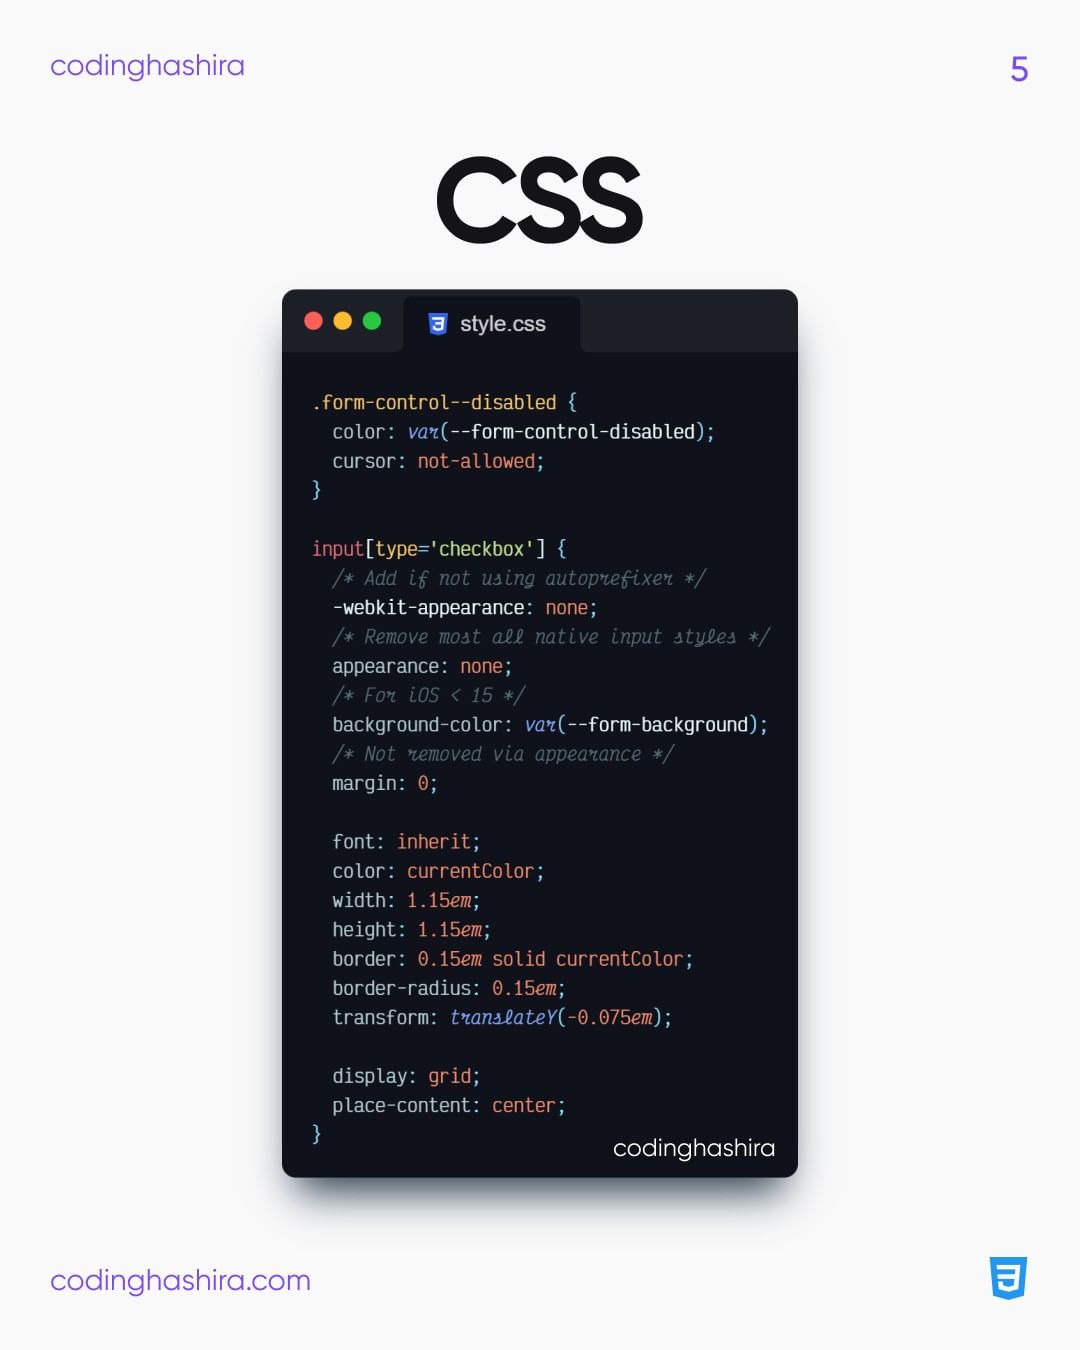 codinghashira
5
CSS
style.css
.form-control--disabled {
  color: var(--form-control-disabled);
  cursor: not-allowed;
}

input[type='checkbox'] {
  /* Add if not using autoprefixer */
  -webkit-appearance: none;
  /* Remove most all native input styles */
  appearance: none;
  /* For iOS < 15 */
  background-color: var(--form-background);
  /* Not removed via appearance */
  margin: 0;

  font: inherit;
  color: currentColor;
  width: 1.15em;
  height: 1.15em;
  border: 0.15em solid currentColor;
  border-radius: 0.15em;
  transform: translateY(-0.075em);

  display: grid;
  place-content: center;
}
codinghashira
codinghashira.com